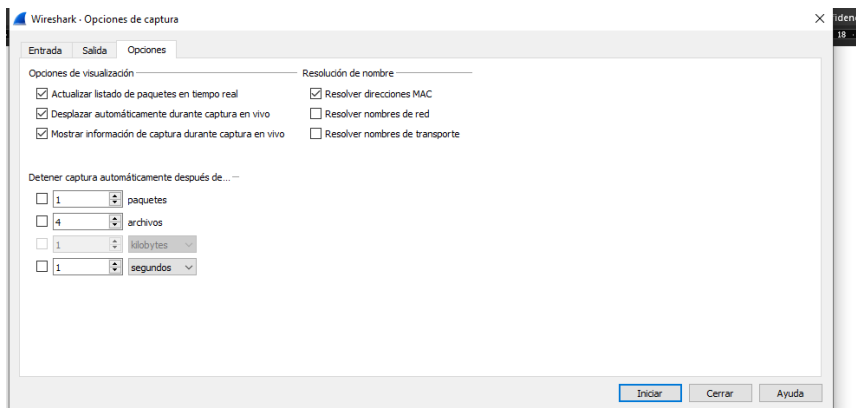 Wireshark · Opciones de captura
18
Entrada Salida Opciones
Opciones de visualización
Actualizar listado de paquetes en tiempo real
Desplazar automáticamente durante captura en vivo
Mostrar información de captura durante captura en vivo
Resolución de nombre
Resolver direcciones MAC
Resolver nombres de red
Resolver nombres de transporte
Detener captura automáticamente después de...
1 paquetes
4 archivos
1 kilobytes
1 segundos
Iniciar Cerrar Ayuda